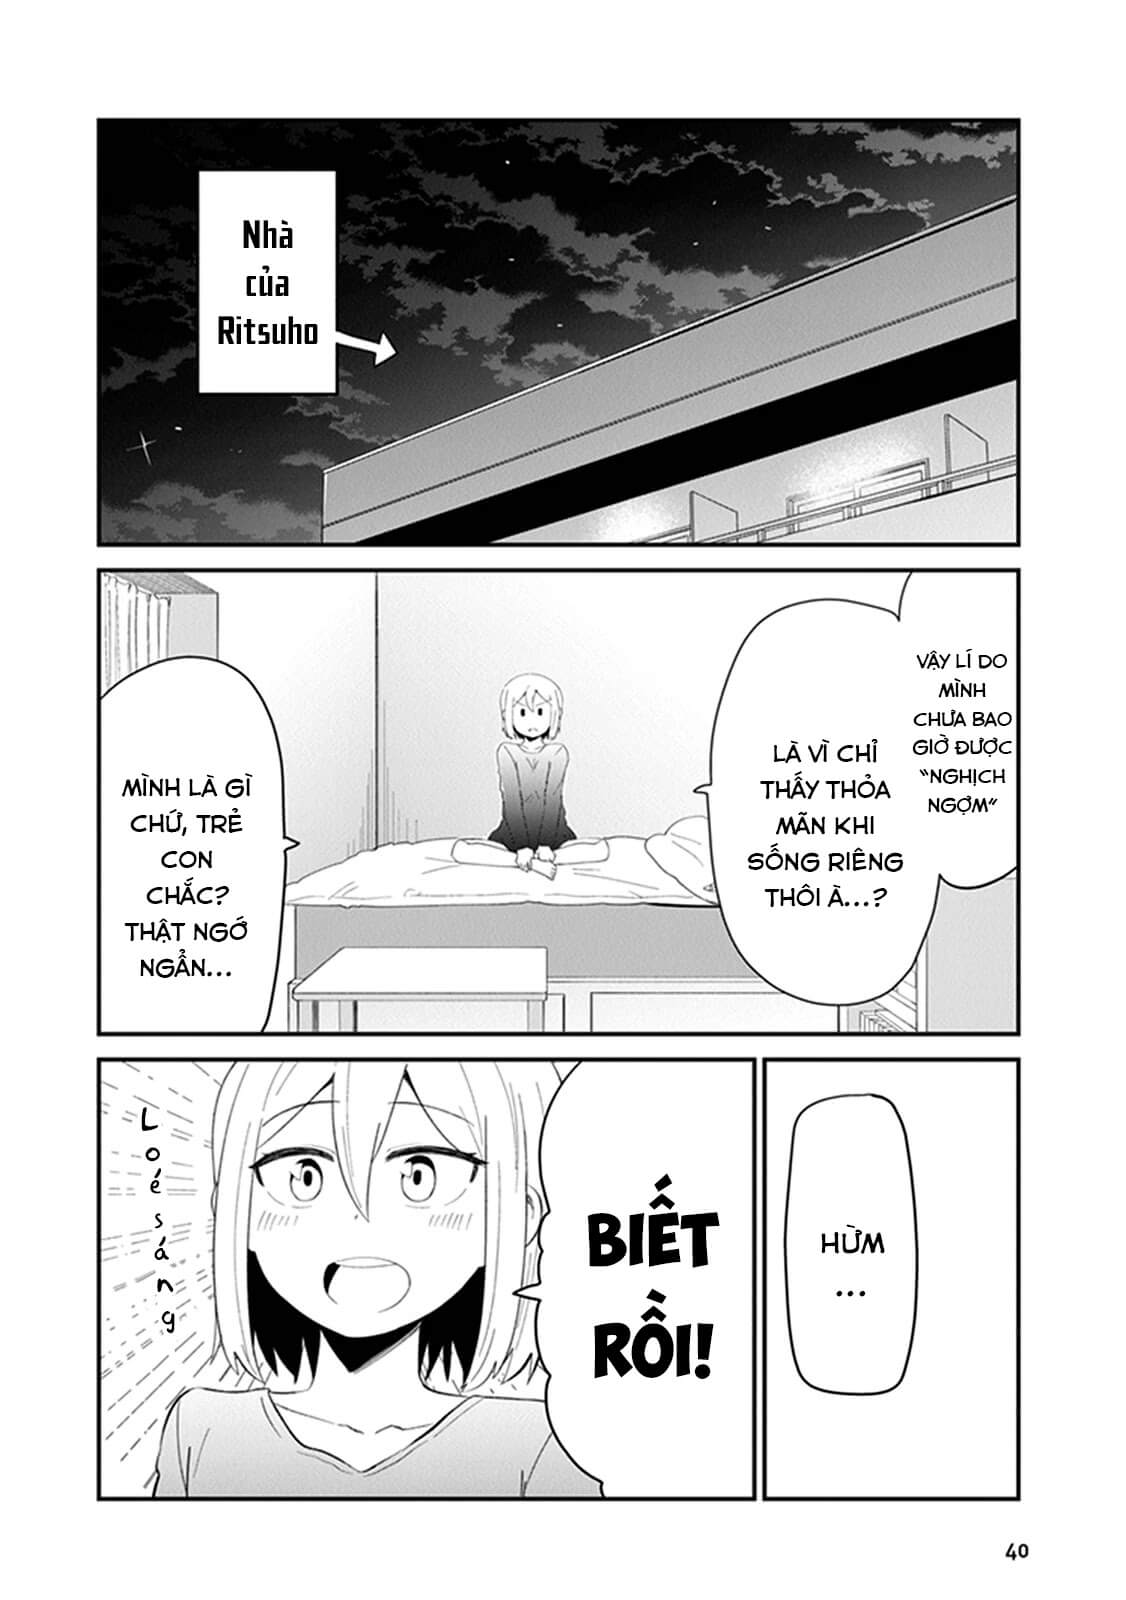 Nhà
của
Ritsuho
VẬY LÍ DO
MÌNH
CHƯA BAO
GIỜ ĐƯỢC
“NGHỊCH
NGỢM”
LÀ VÌ CHỈ
THẤY THỎA
MÃN KHI
SỐNG RIÊNG
THÔI À...?
MÌNH LÀ GÌ
CHỨ, TRẺ
CON
CHẮC?
THẬT NGỚ
NGẨN...
HỪM
...
BIẾT
RỒI!
Loé sáng
40